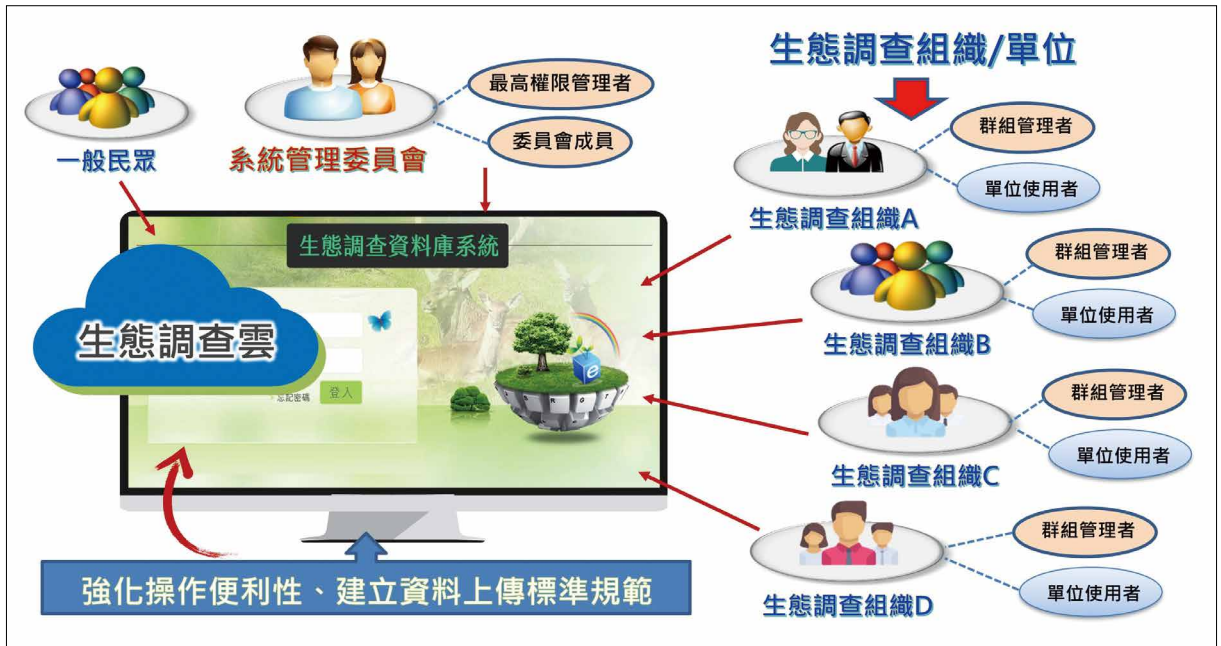 生態調查組織/單位
最高權限管理者
委員會成員
一般民眾
系統管理委員會
群組管理者
單位使用者
生態調查組織A
生態調查資料庫系統
生態調查雲
忘記密碼
登入
e
S R G T
群組管理者
單位使用者
生態調查組織B
群組管理者
單位使用者
生態調查組織C
群組管理者
單位使用者
生態調查組織D
強化操作便利性、建立資料上傳標準規範